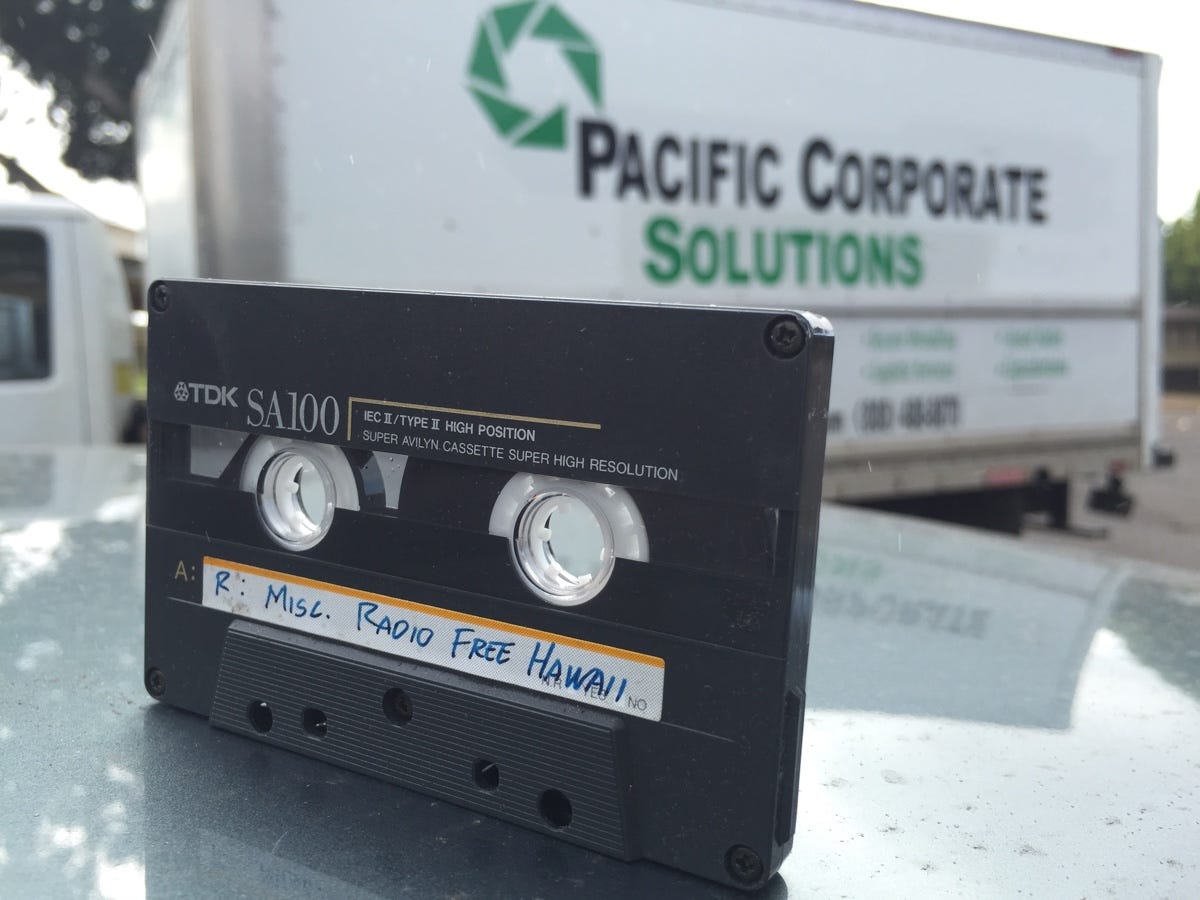 PACIFIC CORPORATE
SOLUTIONS
TDK SA100
IEC II/TYPE II HIGH POSITION
SUPER AVILYN CASSETTE SUPER HIGH RESOLUTION
A:
R: MISC. RADIO FREE HAWAII
N.R YES NO